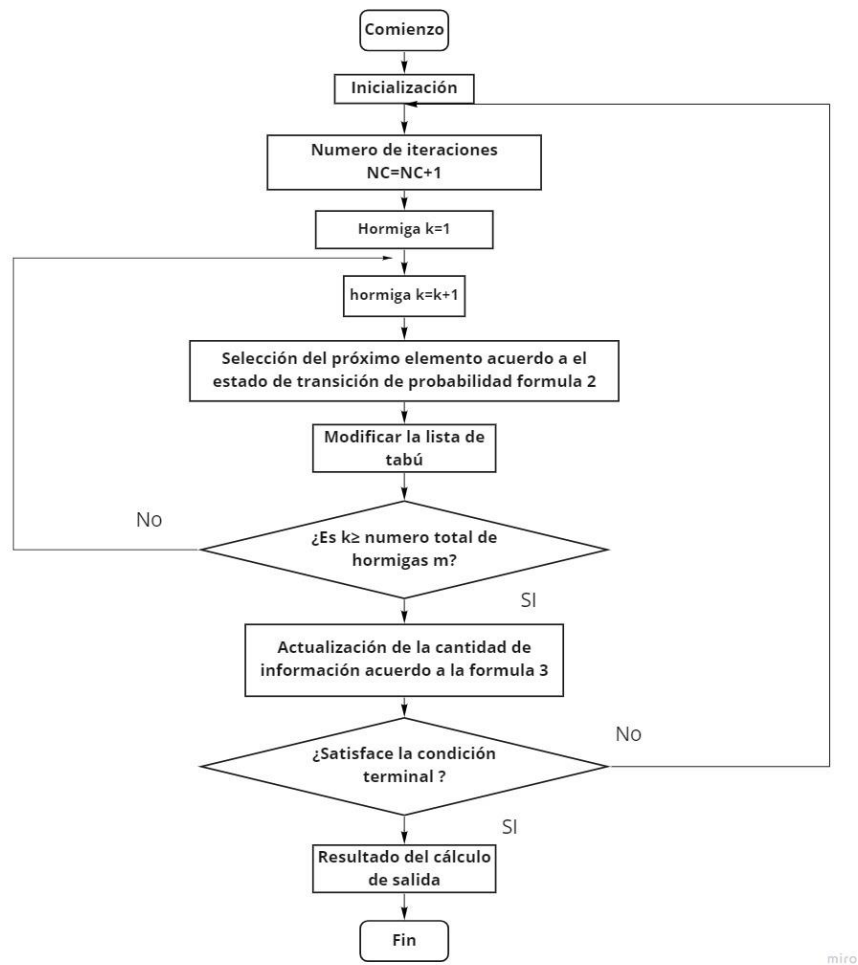 Comienzo
Inicialización
Numero de iteraciones
NC=NC+1
Hormiga k=1
hormiga k=k+1
Selección del próximo elemento acuerdo a el
estado de transición de probabilidad formula 2
Modificar la lista de
tabú
No
¿Es k≥ numero total de
hormigas m?
SI
Actualización de la cantidad de
información acuerdo a la formula 3
No
¿Satisface la condición
terminal ?
SI
Resultado del cálculo
de salida
Fin
miro